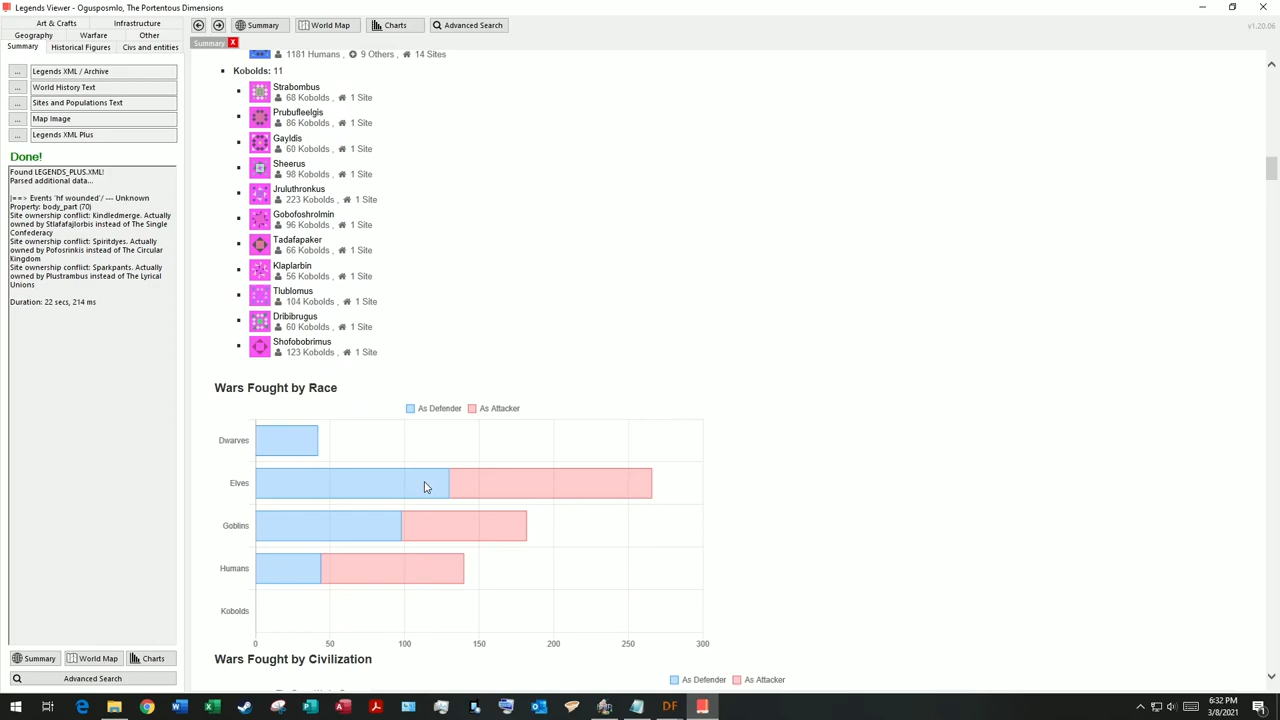 Legends Viewer - Ogusposmlo, The Portentous Dimensions
Art & Crafts
Infrastructure
Geography
Warfare
Other
Summary
Historical Figures
Civs and entities
Summary
World Map
Charts
Advanced Search
v1.20.06
Summary
X
...
Legends XML / Archive
...
World History Text
...
Sites and Populations Text
...
Map Image
...
Legends XML Plus
Done!
Found LEGENDS_PLUS.XML!
Parsed additional data...
|==> Events 'hf wounded'/ --- Unknown
Property: body_part (70)
Site ownership conflict: Kindledmerge. Actually
owned by Stlafafajlorbis instead of The Single
Confederacy
Site ownership conflict: Spiritdyes. Actually
owned by Pofosrinkis instead of The Circular
Kingdom
Site ownership conflict: Sparkpants. Actually
owned by Plustrambus instead of The Lyrical
Unions
Duration: 22 secs, 214 ms
Summary
World Map
Charts
Advanced Search
1181 Humans , 9 Others , 14 Sites
Kobolds: 11
Strabombus
68 Kobolds , 1 Site
Prubufleelgis
86 Kobolds , 1 Site
Gayldis
60 Kobolds , 1 Site
Sheerus
98 Kobolds , 1 Site
Jruluthronkus
223 Kobolds , 1 Site
Gobofoshrolmin
96 Kobolds , 1 Site
Tadafapaker
66 Kobolds , 1 Site
Klaplarbin
56 Kobolds , 1 Site
Tlublomus
104 Kobolds , 1 Site
Dribibrugus
60 Kobolds , 1 Site
Shofobobrimus
123 Kobolds , 1 Site
Wars Fought by Race
As Defender As Attacker
Dwarves
Elves
Goblins
Humans
Kobolds
0 50 100 150 200 250 300
Wars Fought by Civilization
As Defender As Attacker
6:32 PM
3/8/2021